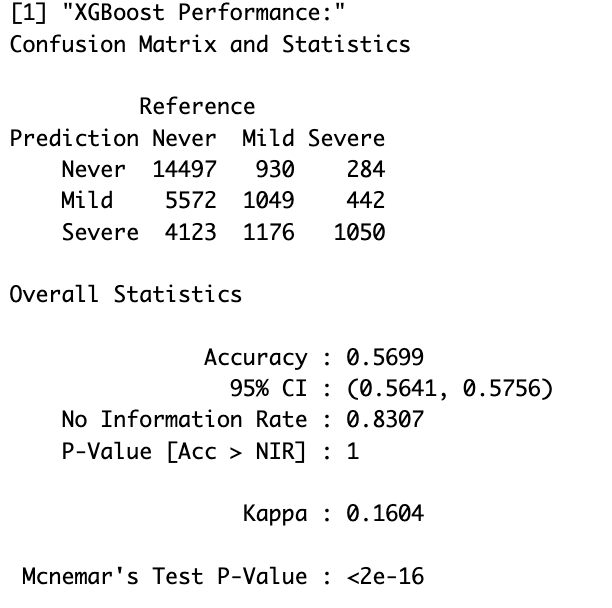 [1] "XGBoost Performance:"
Confusion Matrix and Statistics
Reference
Prediction Never Mild Severe
Never 14497 930 284
Mild 5572 1049 442
Severe 4123 1176 1050
Overall Statistics
Accuracy : 0.5699
95% CI : (0.5641, 0.5756)
No Information Rate : 0.8307
P-Value [Acc > NIR] : 1
Kappa : 0.1604
Mcnemar's Test P-Value : <2e-16